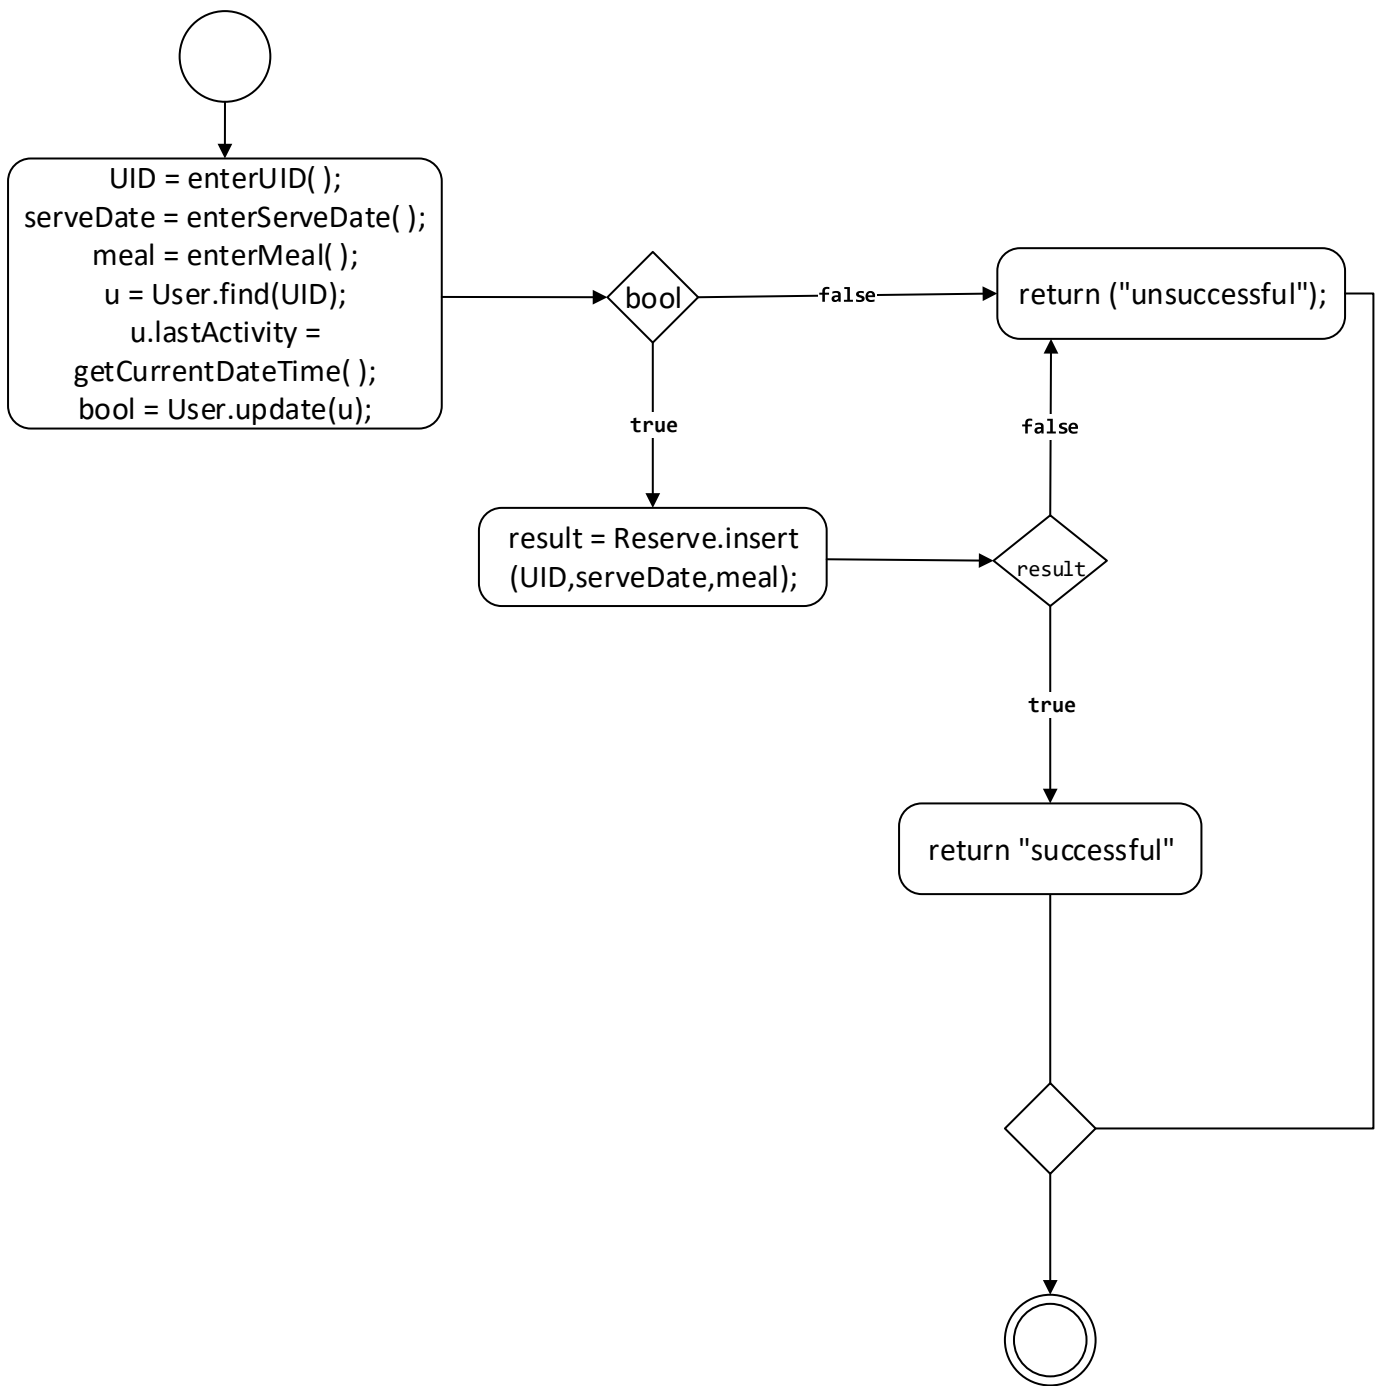 UID = enterUID( );
serveDate = enterServeDate( );
meal = enterMeal( );
u = User.find(UID);
u.lastActivity =
getCurrentDateTime( );
bool = User.update(u);
bool
false
return ("unsuccessful");
true
false
result = Reserve.insert
(UID,serveDate,meal);
result
true
return "successful"